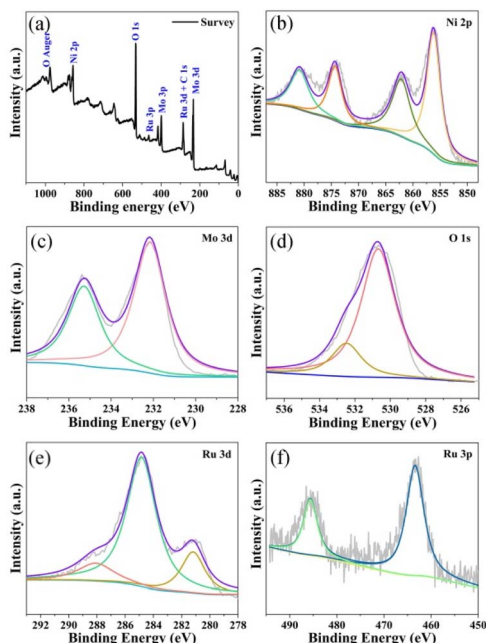 (a)
Survey
O Auger
Ni 2p
O 1s
Ru 3p
Mo 3p
Ru 3d + C 1s
Mo 3d
Intensity (a.u.)
1000 800 600 400 200 0
Binding energy (eV)
(b)
Ni 2p
Intensity (a.u.)
885 880 875 870 865 860 855 850
Binding Energy (eV)
(c)
Mo 3d
Intensity (a.u.)
238 236 234 232 230 228
Binding Energy (eV)
(d)
O 1s
Intensity (a.u.)
536 534 532 530 528 526
Binding Energy (eV)
(e)
Ru 3d
Intensity (a.u.)
292 290 288 286 284 282 280 278
Binding Energy (eV)
(f)
Ru 3p
Intensity (a.u.)
490 480 470 460 450
Binding Energy (eV)